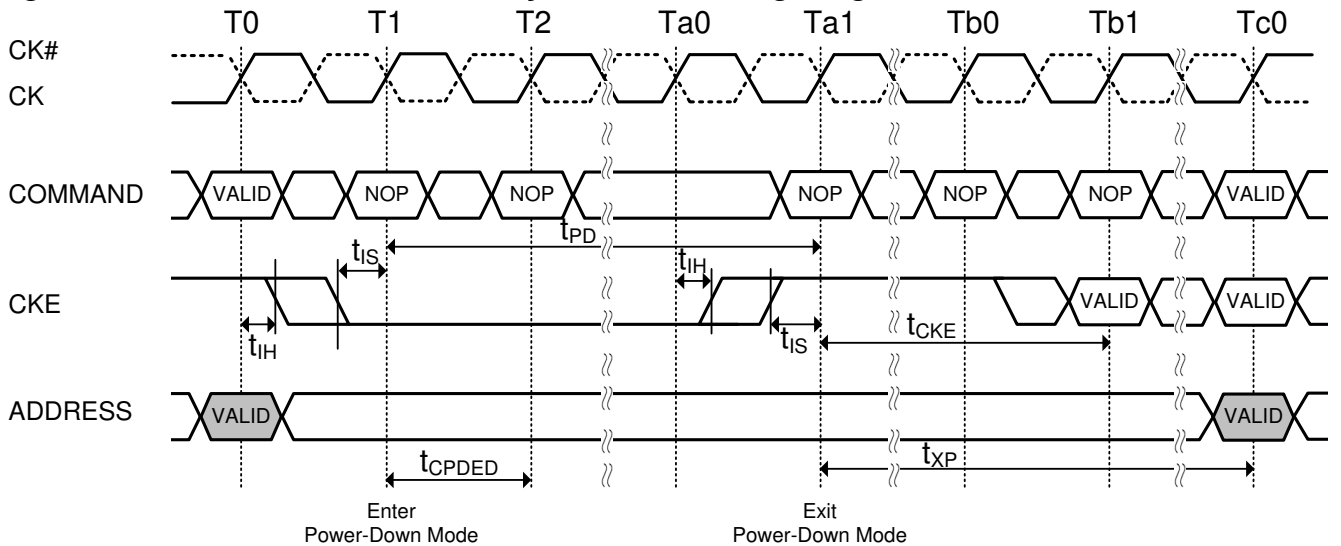 T0 T1 T2 Ta0 Ta1 Tb0 Tb1 Tc0
CK#
CK
COMMAND VALID NOP NOP NOP NOP NOP VALID
tPD
tIS tIH
CKE VALID VALID
tIH tIS tCKE
ADDRESS VALID VALID
tCPDED tXP
Enter Exit
Power-Down Mode Power-Down Mode